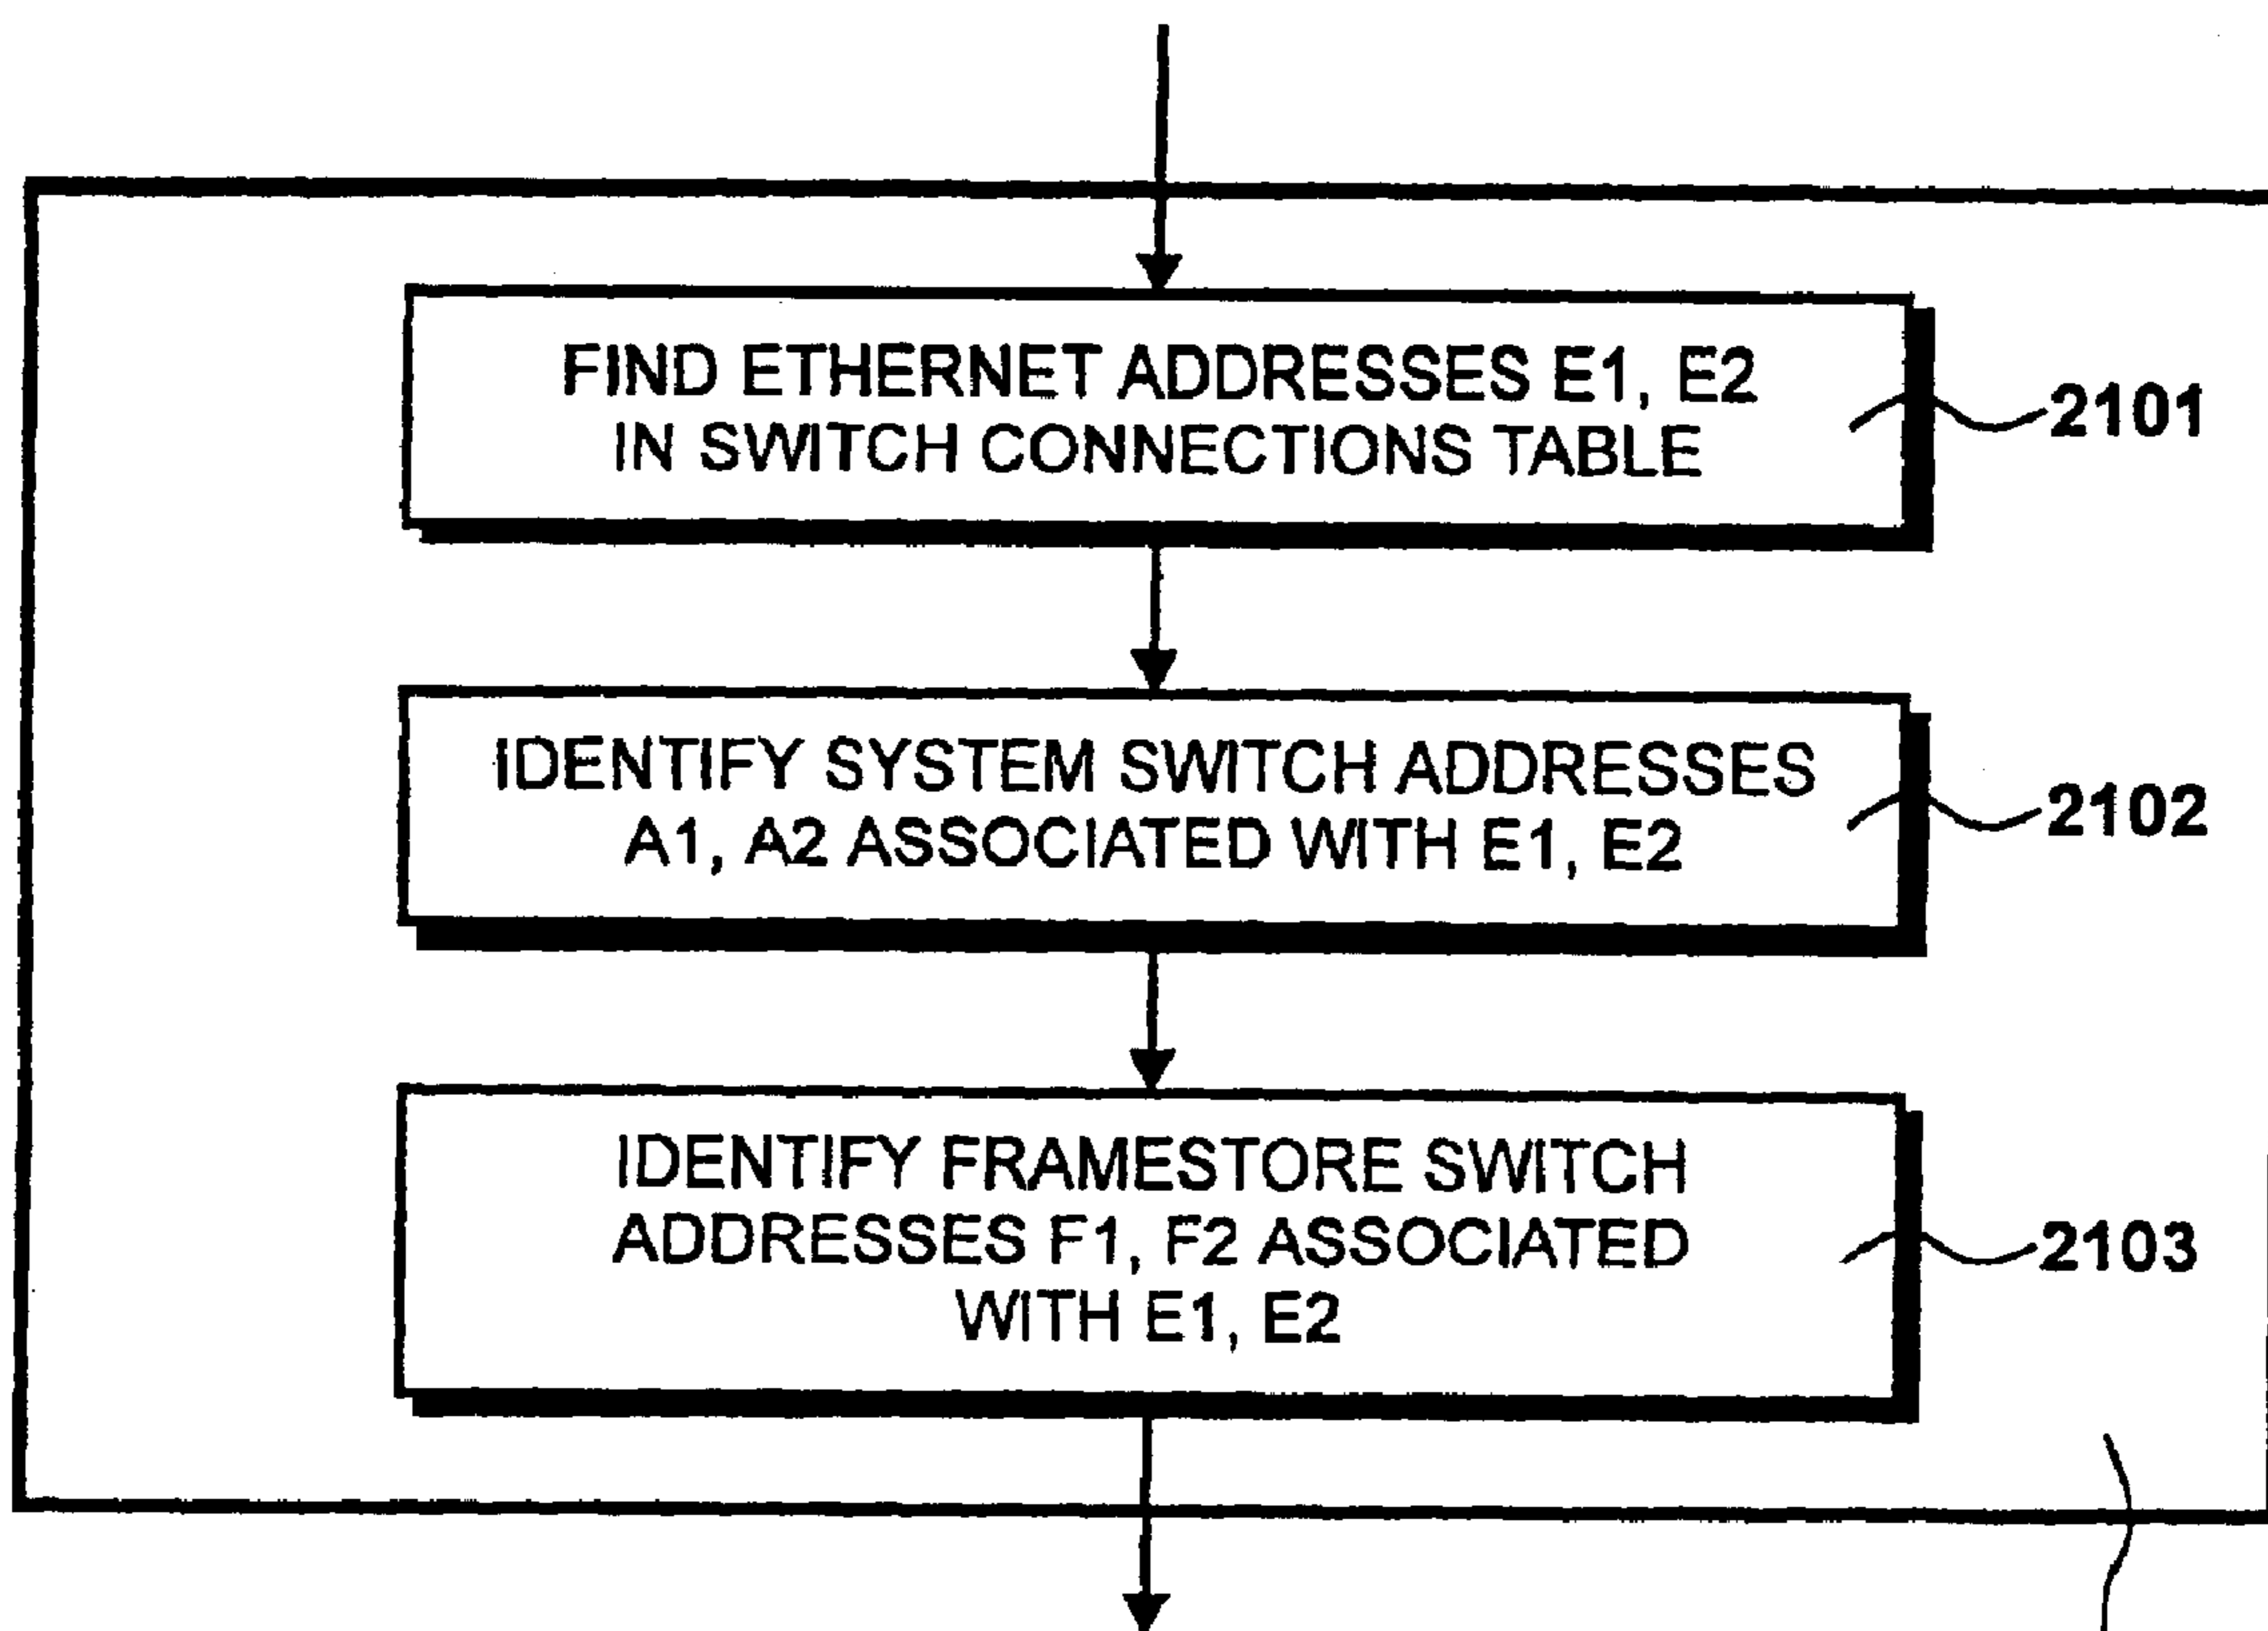 FIND ETHERNET ADDRESSES E1, E2
IN SWITCH CONNECTIONS TABLE
2101
IDENTIFY SYSTEM SWITCH ADDRESSES
A1, A2 ASSOCIATED WITH E1, E2
2102
IDENTIFY FRAMESTORE SWITCH
ADDRESSES F1, F2 ASSOCIATED
WITH E1, E2
2103